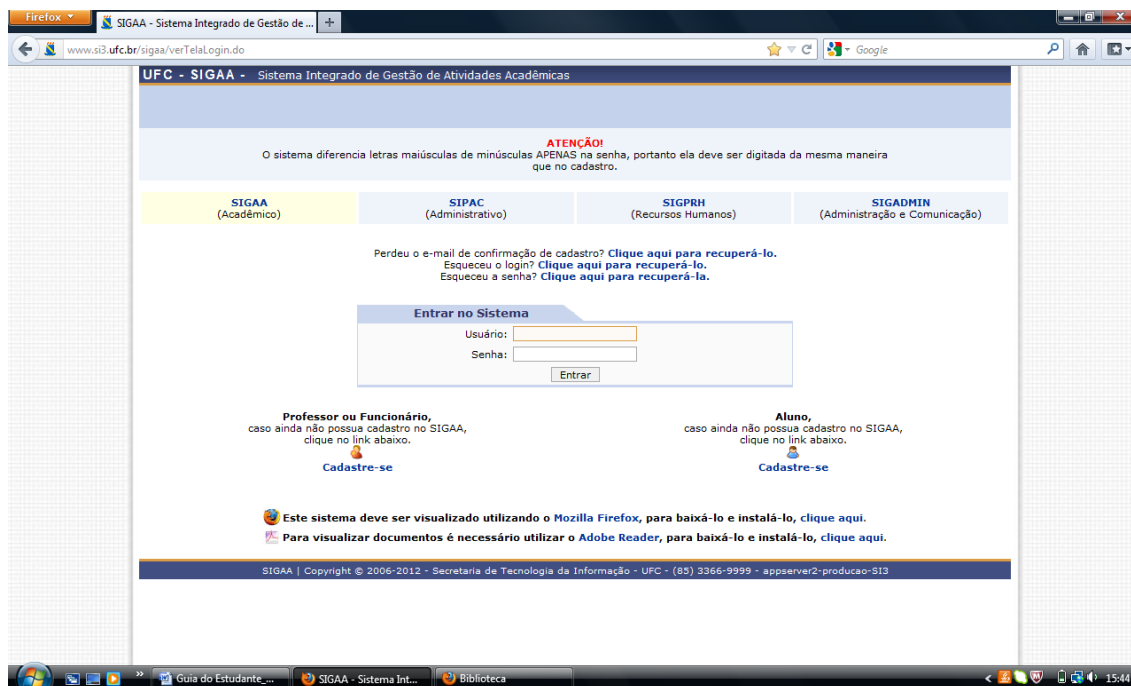 Firefox
SIGAA - Sistema Integrado de Gestão de ...
www.si3.ufc.br/sigaa/verTelaLogin.do
Google
UFC - SIGAA - Sistema Integrado de Gestão de Atividades Acadêmicas
ATENÇÃO!
O sistema diferencia letras maiúsculas de minúsculas APENAS na senha, portanto ela deve ser digitada da mesma maneira
que no cadastro.
SIGAA SIPAC SIGPRH SIGADMIN
(Acadêmico) (Administrativo) (Recursos Humanos) (Administração e Comunicação)
Perdeu o e-mail de confirmação de cadastro? Clique aqui para recuperá-lo.
Esqueceu o login? Clique aqui para recuperá-lo.
Esqueceu a senha? Clique aqui para recuperá-la.
Entrar no Sistema
Usuário:
Senha:
Entrar
Professor ou Funcionário,
caso ainda não possua cadastro no SIGAA,
clique no link abaixo.
Cadastre-se
Aluno,
caso ainda não possua cadastro no SIGAA,
clique no link abaixo.
Cadastre-se
Este sistema deve ser visualizado utilizando o Mozilla Firefox, para baixá-lo e instalá-lo, clique aqui.
Para visualizar documentos é necessário utilizar o Adobe Reader, para baixá-lo e instalá-lo, clique aqui.
SIGAA | Copyright © 2006-2012 - Secretaria de Tecnologia da Informação - UFC - (85) 3366-9999 - appserver2-producao-SI3
Guia do Estudante_... SIGAA - Sistema Int... Biblioteca 15:44